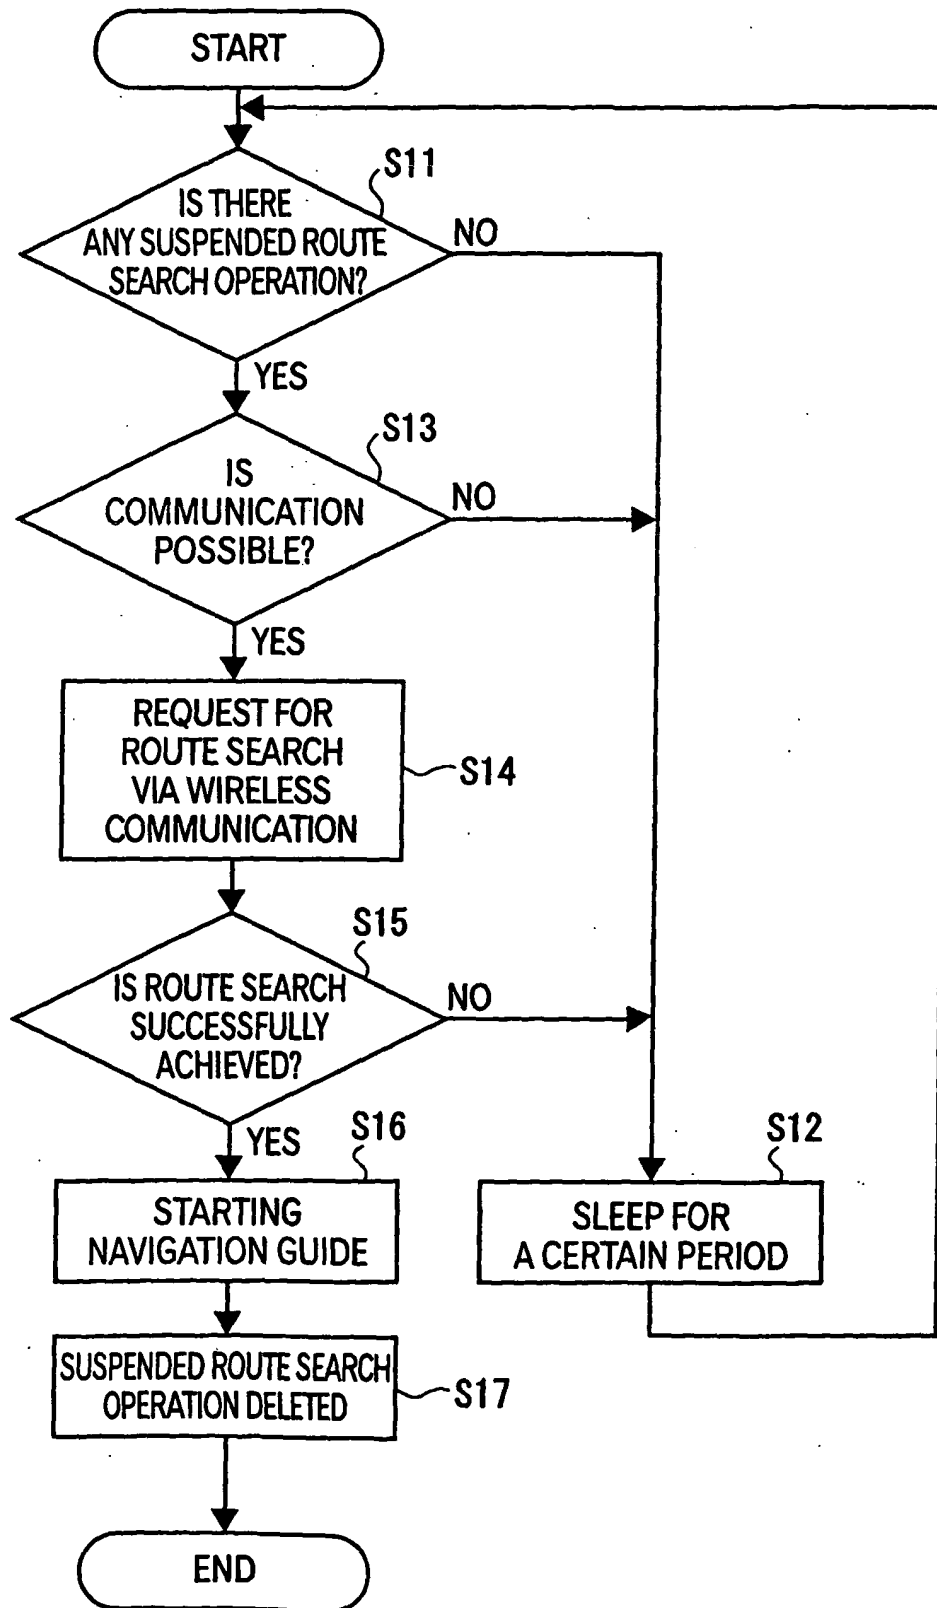 START
S11
IS THERE
ANY SUSPENDED ROUTE
SEARCH OPERATION?
NO
YES
S13
IS
COMMUNICATION
POSSIBLE?
NO
YES
REQUEST FOR
ROUTE SEARCH
VIA WIRELESS
COMMUNICATION
S14
S15
IS ROUTE SEARCH
SUCCESSFULLY
ACHIEVED?
NO
YES
S16
STARTING
NAVIGATION GUIDE
S12
SLEEP FOR
A CERTAIN PERIOD
SUSPENDED ROUTE SEARCH
OPERATION DELETED
S17
END